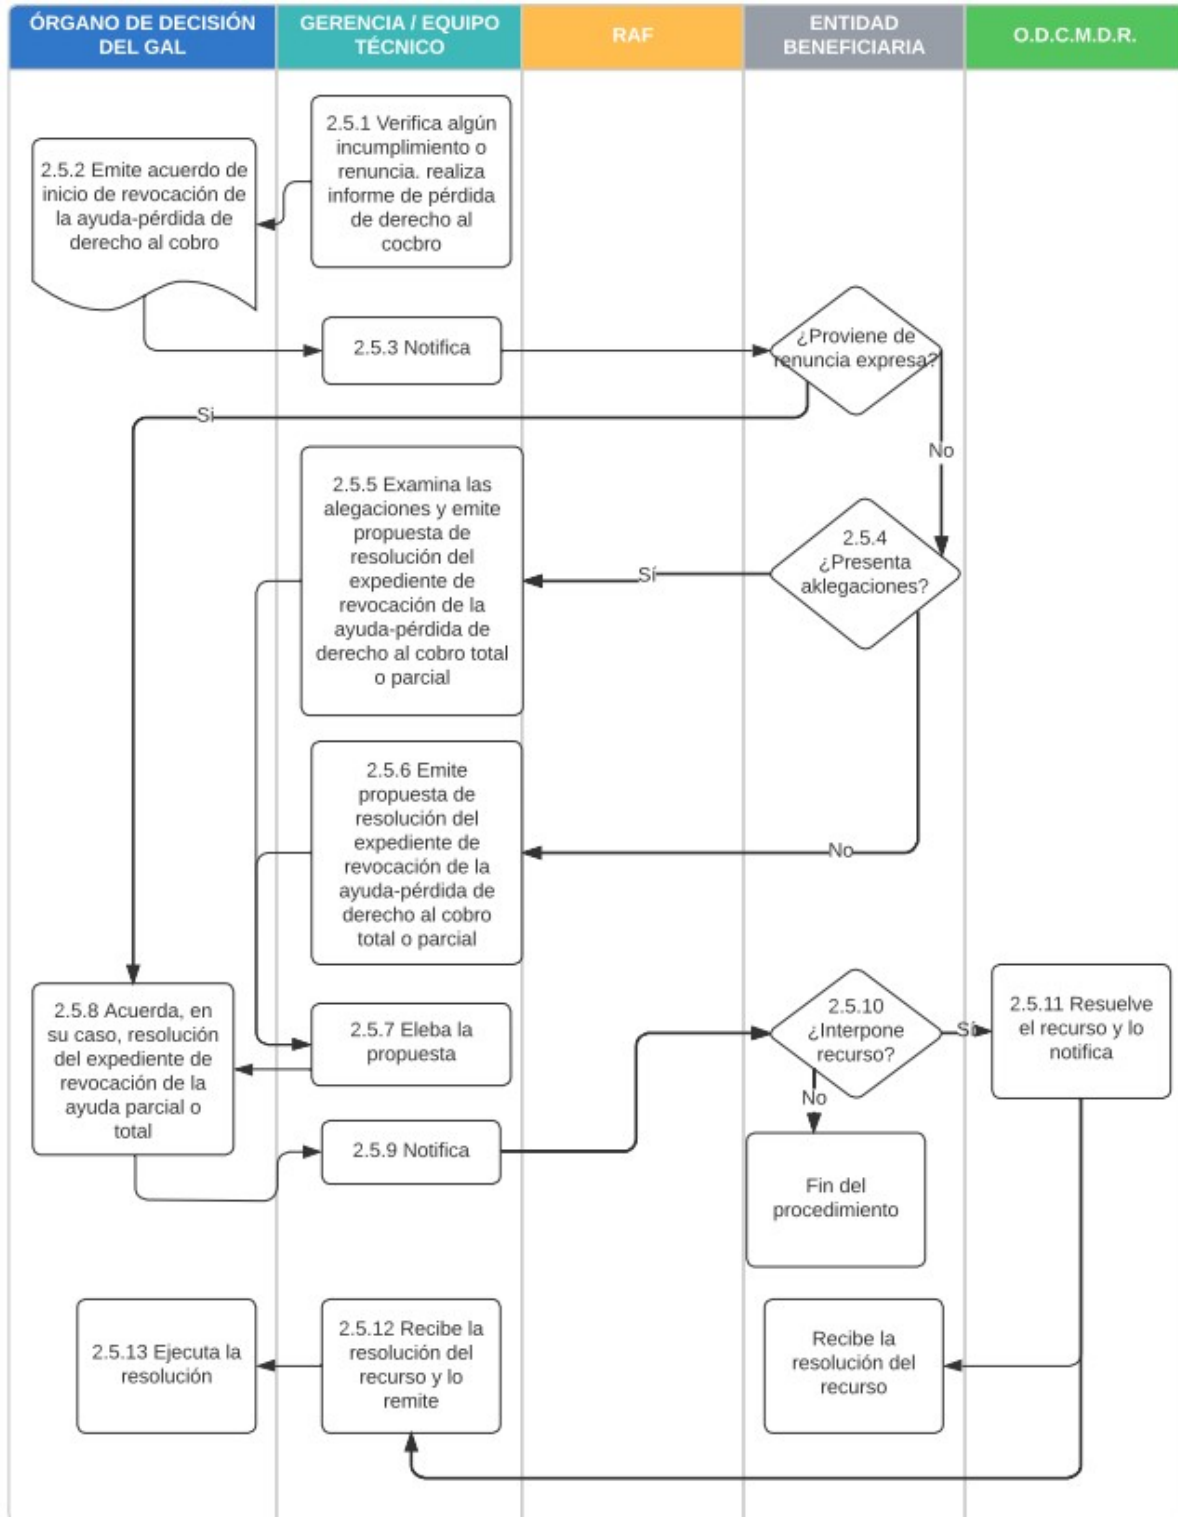 ÓRGANO DE DECISIÓN
DEL GAL
GERENCIA / EQUIPO
TÉCNICO
RAF
ENTIDAD
BENEFICIARIA
O.D.C.M.D.R.
2.5.1 Verifica algún
incumplimiento o
renuncia. realiza
informe de pérdida
de derecho al
cocbro
2.5.2 Emite acuerdo de
inicio de revocación de
la ayuda-pérdida de
derecho al cobro
2.5.3 Notifica
¿Proviene de
renuncia expresa?
Si
No
2.5.4
¿Presenta
aklegaciones?
Sí
2.5.5 Examina las
alegaciones y emite
propuesta de
resolución del
expediente de
revocación de la
ayuda-pérdida de
derecho al cobro total
o parcial
2.5.6 Emite
propuesta de
resolución del
expediente de
revocación de la
ayuda-pérdida de
derecho al cobro
total o parcial
No
2.5.7 Eleba la
propuesta
2.5.8 Acuerda, en
su caso, resolución
del expediente de
revocación de la
ayuda parcial o
total
2.5.9 Notifica
2.5.10
¿Interpone
recurso?
Sí
No
2.5.11 Resuelve
el recurso y lo
notifica
Fin del
procedimiento
2.5.13 Ejecuta la
resolución
2.5.12 Recibe la
resolución del
recurso y lo
remite
Recibe la
resolución del
recurso